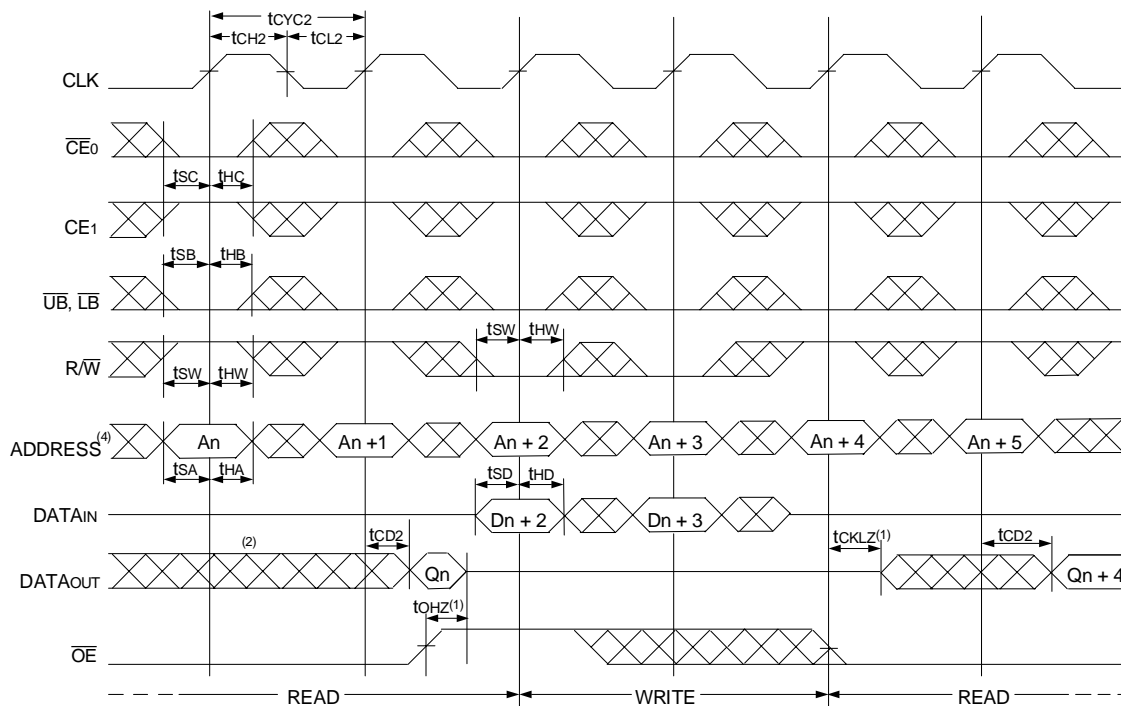 tCYC2
tCH2 tCL2
CLK
CE0
tSC tHC
CE1
tSB tHB
UB, LB
tSW tHW
R/W
tSW tHW
ADDRESS(4) An An +1 An + 2 An + 3 An + 4 An + 5
tSA tHA tSD tHD
DATAIN Dn + 2 Dn + 3
tCD2 tCKLZ(1) tCD2
(2)
DATAOUT Qn Qn + 4
tOHZ(1)
OE
READ WRITE READ